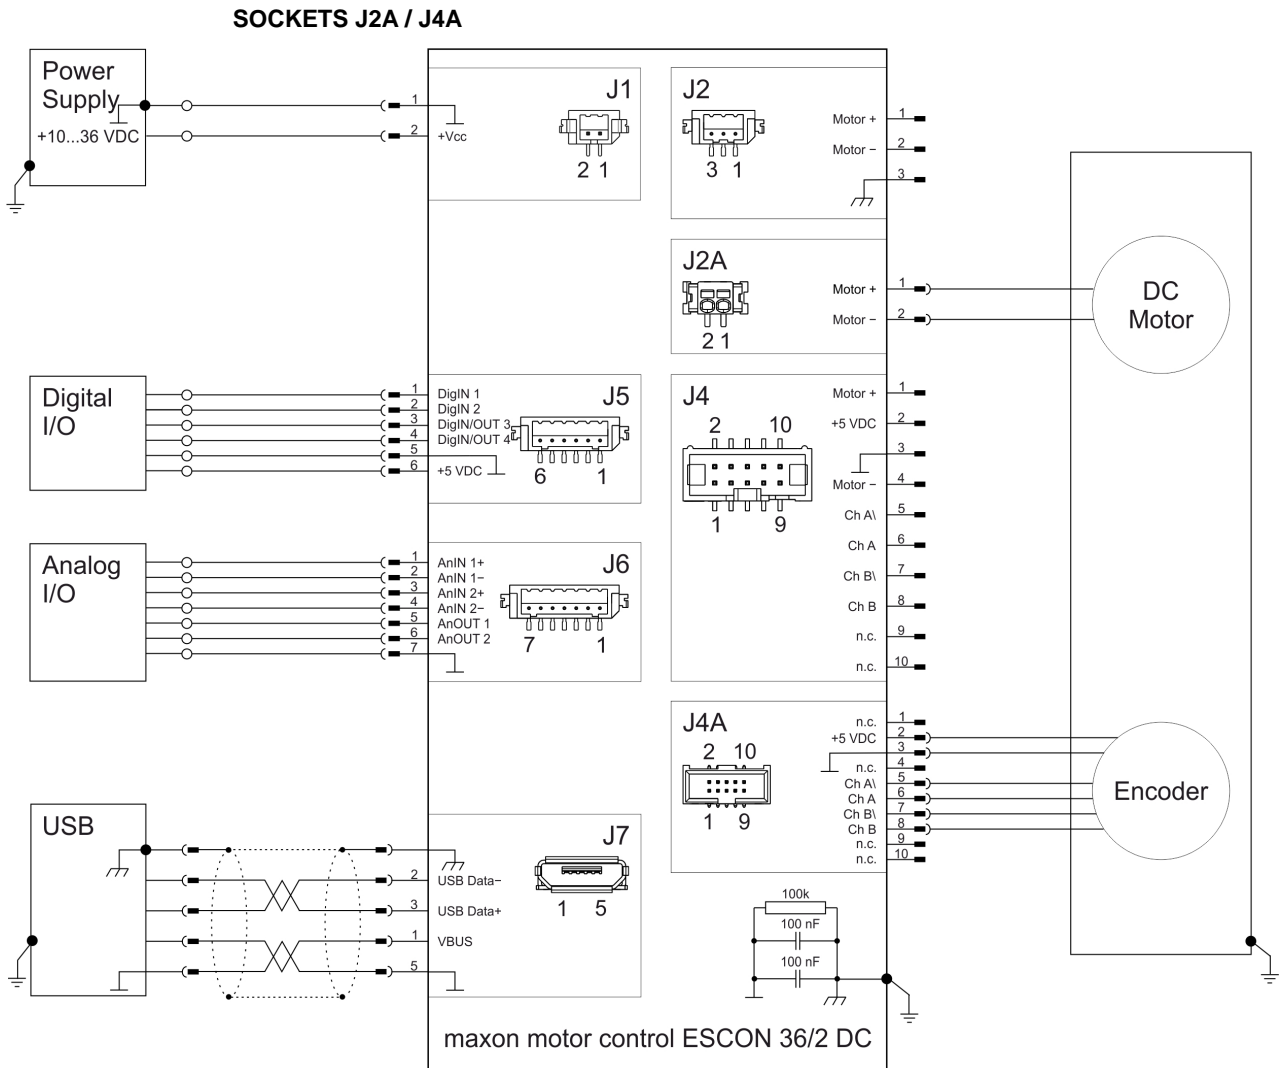 SOCKETS J2A / J4A
Power
Supply
+10...36 VDC
1
2
+Vcc
J1
2 1
J2
3 1
Motor +
1
Motor −
2
3
J2A
2 1
Motor +
1
Motor −
2
DC
Motor
Digital
I/O
1
DigIN 1
2
DigIN 2
3
DigIN/OUT 3
4
DigIN/OUT 4
5
6
+5 VDC
J5
6 1
J4
2 10
1 9
Motor +
1
+5 VDC
2
3
Motor −
4
Ch A\
5
Ch A
6
Ch B\
7
Ch B
8
n.c.
9
n.c.
10
Analog
I/O
1
AnIN 1+
2
AnIN 1−
3
AnIN 2+
4
AnIN 2−
5
AnOUT 1
6
AnOUT 2
7
J6
7 1
J4A
2 10
1 9
n.c.
1
+5 VDC
2
3
n.c.
4
Ch A\
5
Ch A
6
Ch B\
7
Ch B
8
n.c.
9
n.c.
10
Encoder
USB
2
USB Data−
3
USB Data+
1
VBUS
5
J7
1 5
100k
100 nF
100 nF
maxon motor control ESCON 36/2 DC